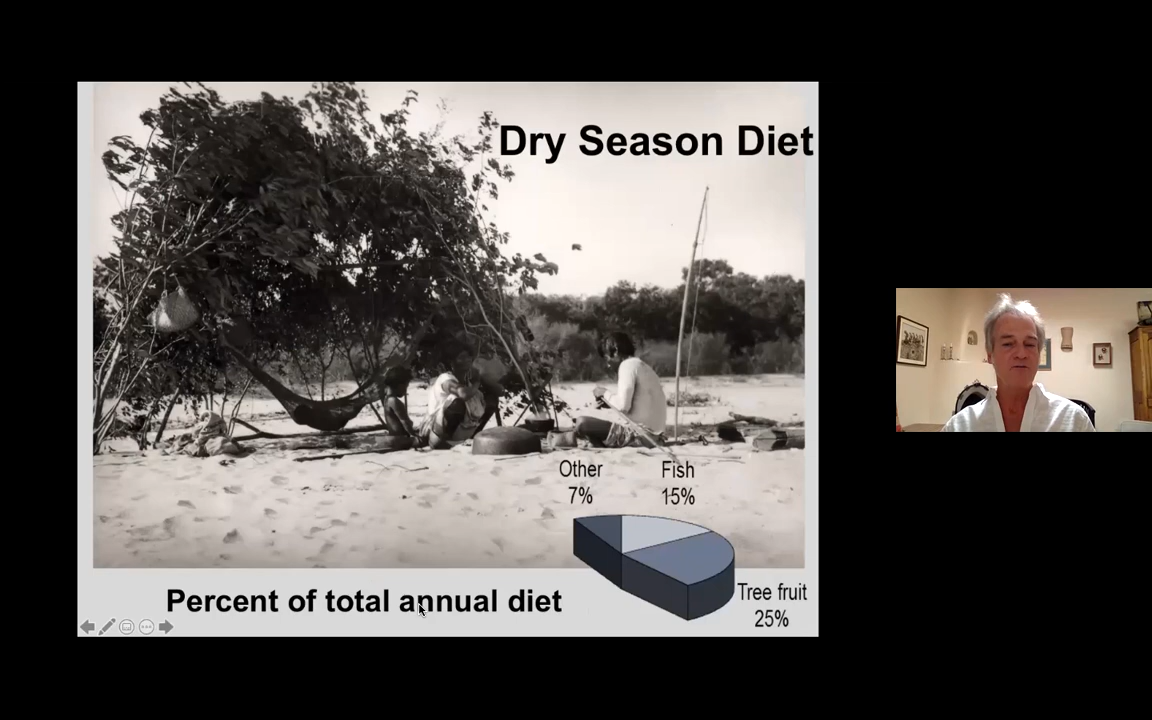 Dry Season Diet
Other
7%
Fish
15%
Tree fruit
25%
Percent of total annual diet